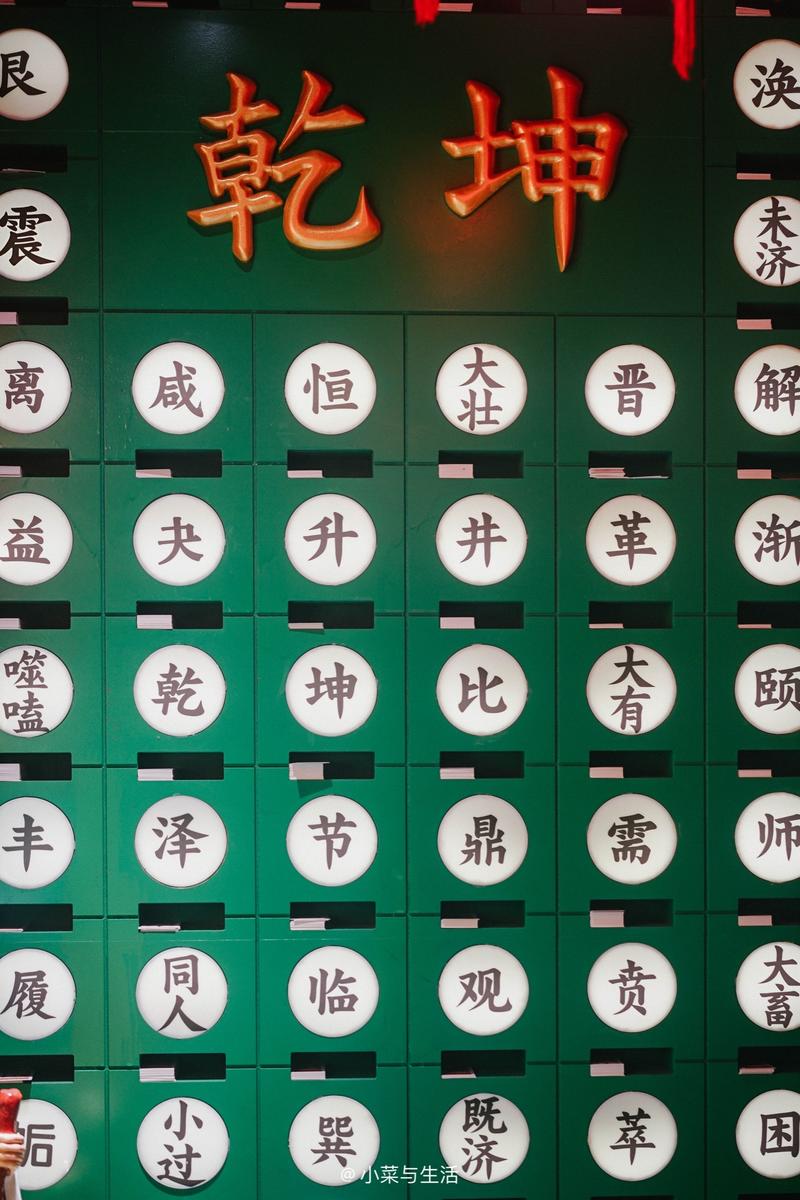 乾坤
艮 涣
震 未济
离 咸 恒 大壮 晋 解
益 夬 升 井 革 渐
噬嗑 乾 坤 比 大有 颐
丰 泽 节 鼎 需 师
履 同人 临 观 贲 大畜
小过 巽 既济 萃 困
@小菜与生活